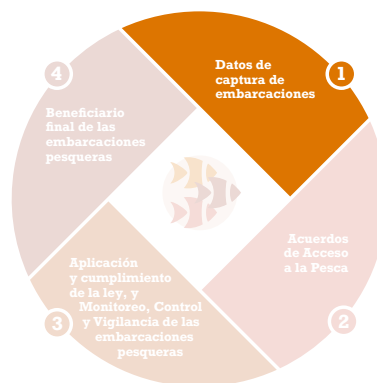 1
Datos de
captura de
embarcaciones
2
Acuerdos
de Acceso
a la Pesca
3
Aplicación
y cumplimiento
de la ley, y
Monitoreo, Control
y Vigilancia de las
embarcaciones
pesqueras
4
Beneficiario
final de las
embarcaciones
pesqueras